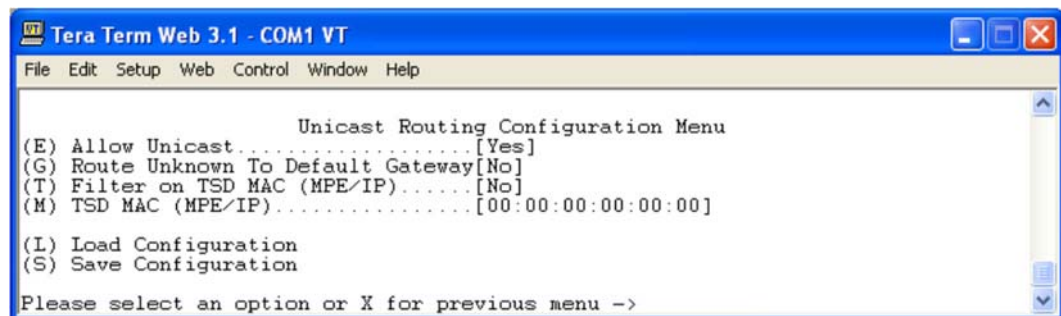 VT Tera Term Web 3.1 - COM1 VT
File Edit Setup Web Control Window Help
Unicast Routing Configuration Menu
(E) Allow Unicast....................[Yes]
(G) Route Unknown To Default Gateway[No]
(T) Filter on TSD MAC (MPE/IP)......[No]
(M) TSD MAC (MPE/IP)................[00:00:00:00:00:00]
(L) Load Configuration
(S) Save Configuration
Please select an option or X for previous menu ->